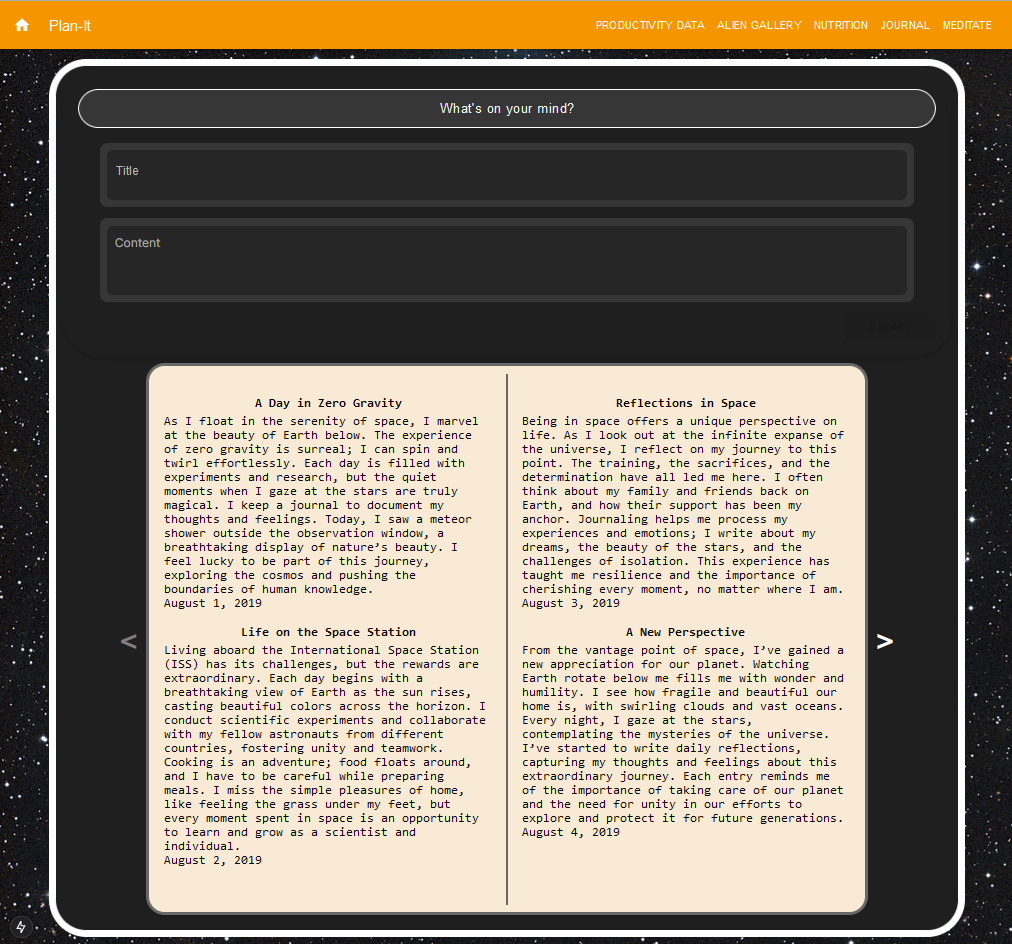 Plan-It
PRODUCTIVITY DATA ALIEN GALLERY NUTRITION JOURNAL MEDITATE
What's on your mind?
Title
Content
CREATE
A Day in Zero Gravity
As I float in the serenity of space, I marvel
at the beauty of Earth below. The experience
of zero gravity is surreal; I can spin and
twirl effortlessly. Each day is filled with
experiments and research, but the quiet
moments when I gaze at the stars are truly
magical. I keep a journal to document my
thoughts and feelings. Today, I saw a meteor
shower outside the observation window, a
breathtaking display of nature’s beauty. I
feel lucky to be part of this journey,
exploring the cosmos and pushing the
boundaries of human knowledge.
August 1, 2019
Life on the Space Station
Living aboard the International Space Station
(ISS) has its challenges, but the rewards are
extraordinary. Each day begins with a
breathtaking view of Earth as the sun rises,
casting beautiful colors across the horizon. I
conduct scientific experiments and collaborate
with my fellow astronauts from different
countries, fostering unity and teamwork.
Cooking is an adventure; food floats around,
and I have to be careful while preparing
meals. I miss the simple pleasures of home,
like feeling the grass under my feet, but
every moment spent in space is an opportunity
to learn and grow as a scientist and
individual.
August 2, 2019
Reflections in Space
Being in space offers a unique perspective on
life. As I look out at the infinite expanse of
the universe, I reflect on my journey to this
point. The training, the sacrifices, and the
determination have all led me here. I often
think about my family and friends back on
Earth, and how their support has been my
anchor. Journaling helps me process my
experiences and emotions; I write about my
dreams, the beauty of the stars, and the
challenges of isolation. This experience has
taught me resilience and the importance of
cherishing every moment, no matter where I am.
August 3, 2019
A New Perspective
From the vantage point of space, I’ve gained a
new appreciation for our planet. Watching
Earth rotate below me fills me with wonder and
humility. I see how fragile and beautiful our
home is, with swirling clouds and vast oceans.
Every night, I gaze at the stars,
contemplating the mysteries of the universe.
I’ve started to write daily reflections,
capturing my thoughts and feelings about this
extraordinary journey. Each entry reminds me
of the importance of taking care of our planet
and the need for unity in our efforts to
explore and protect it for future generations.
August 4, 2019
< >